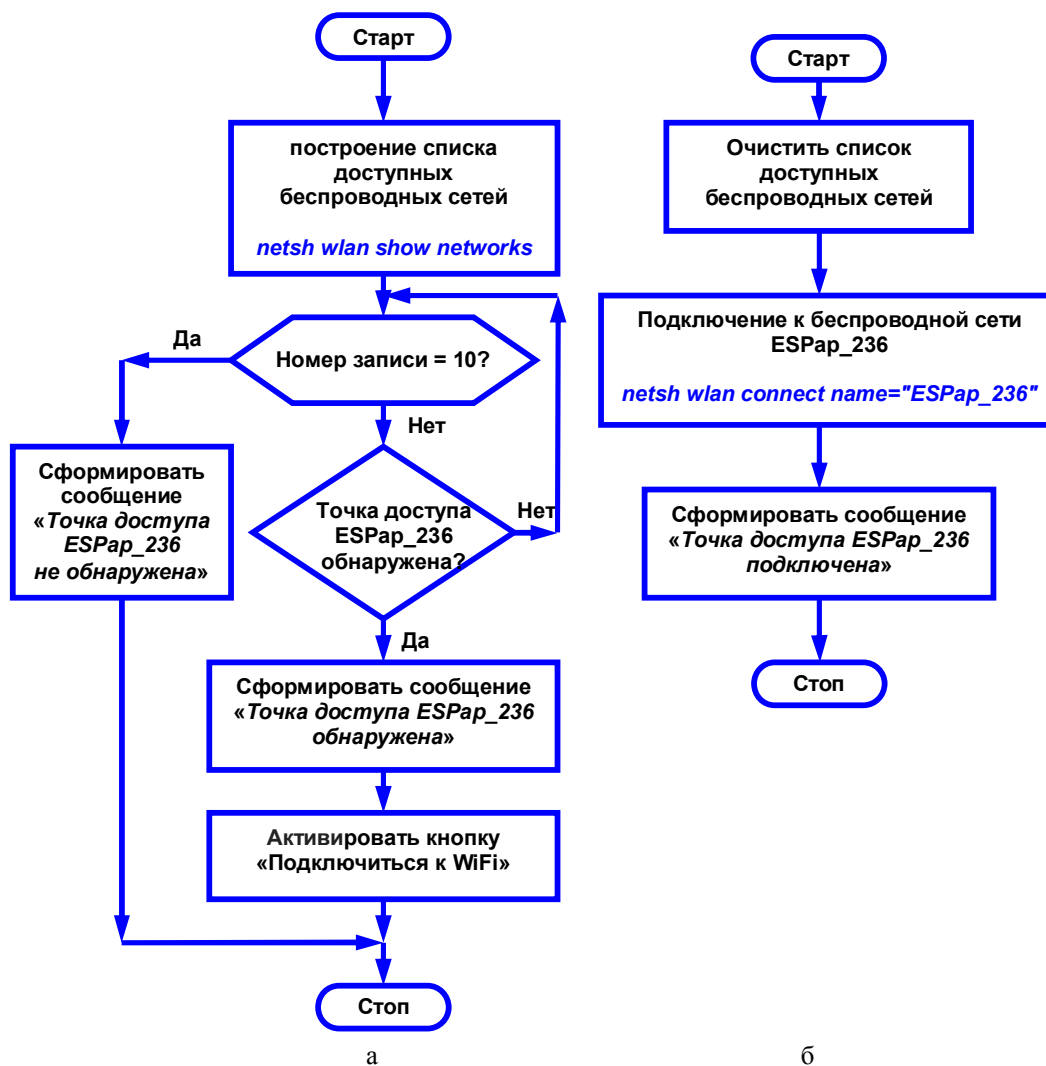 Старт
построение списка
доступных
беспроводных сетей
netsh wlan show networks
Да
Номер записи = 10?
Нет
Сформировать
сообщение
«Точка доступа
ESPap_236
не обнаружена»
Точка доступа
ESPap_236
обнаружена?
Нет
Да
Сформировать сообщение
«Точка доступа ESPap_236
обнаружена»
Активировать кнопку
«Подключиться к WiFi»
Стоп
а
Старт
Очистить список
доступных
беспроводных сетей
Подключение к беспроводной сети
ESPap_236
netsh wlan connect name="ESPap_236"
Сформировать сообщение
«Точка доступа ESPap_236
подключена»
Стоп
б